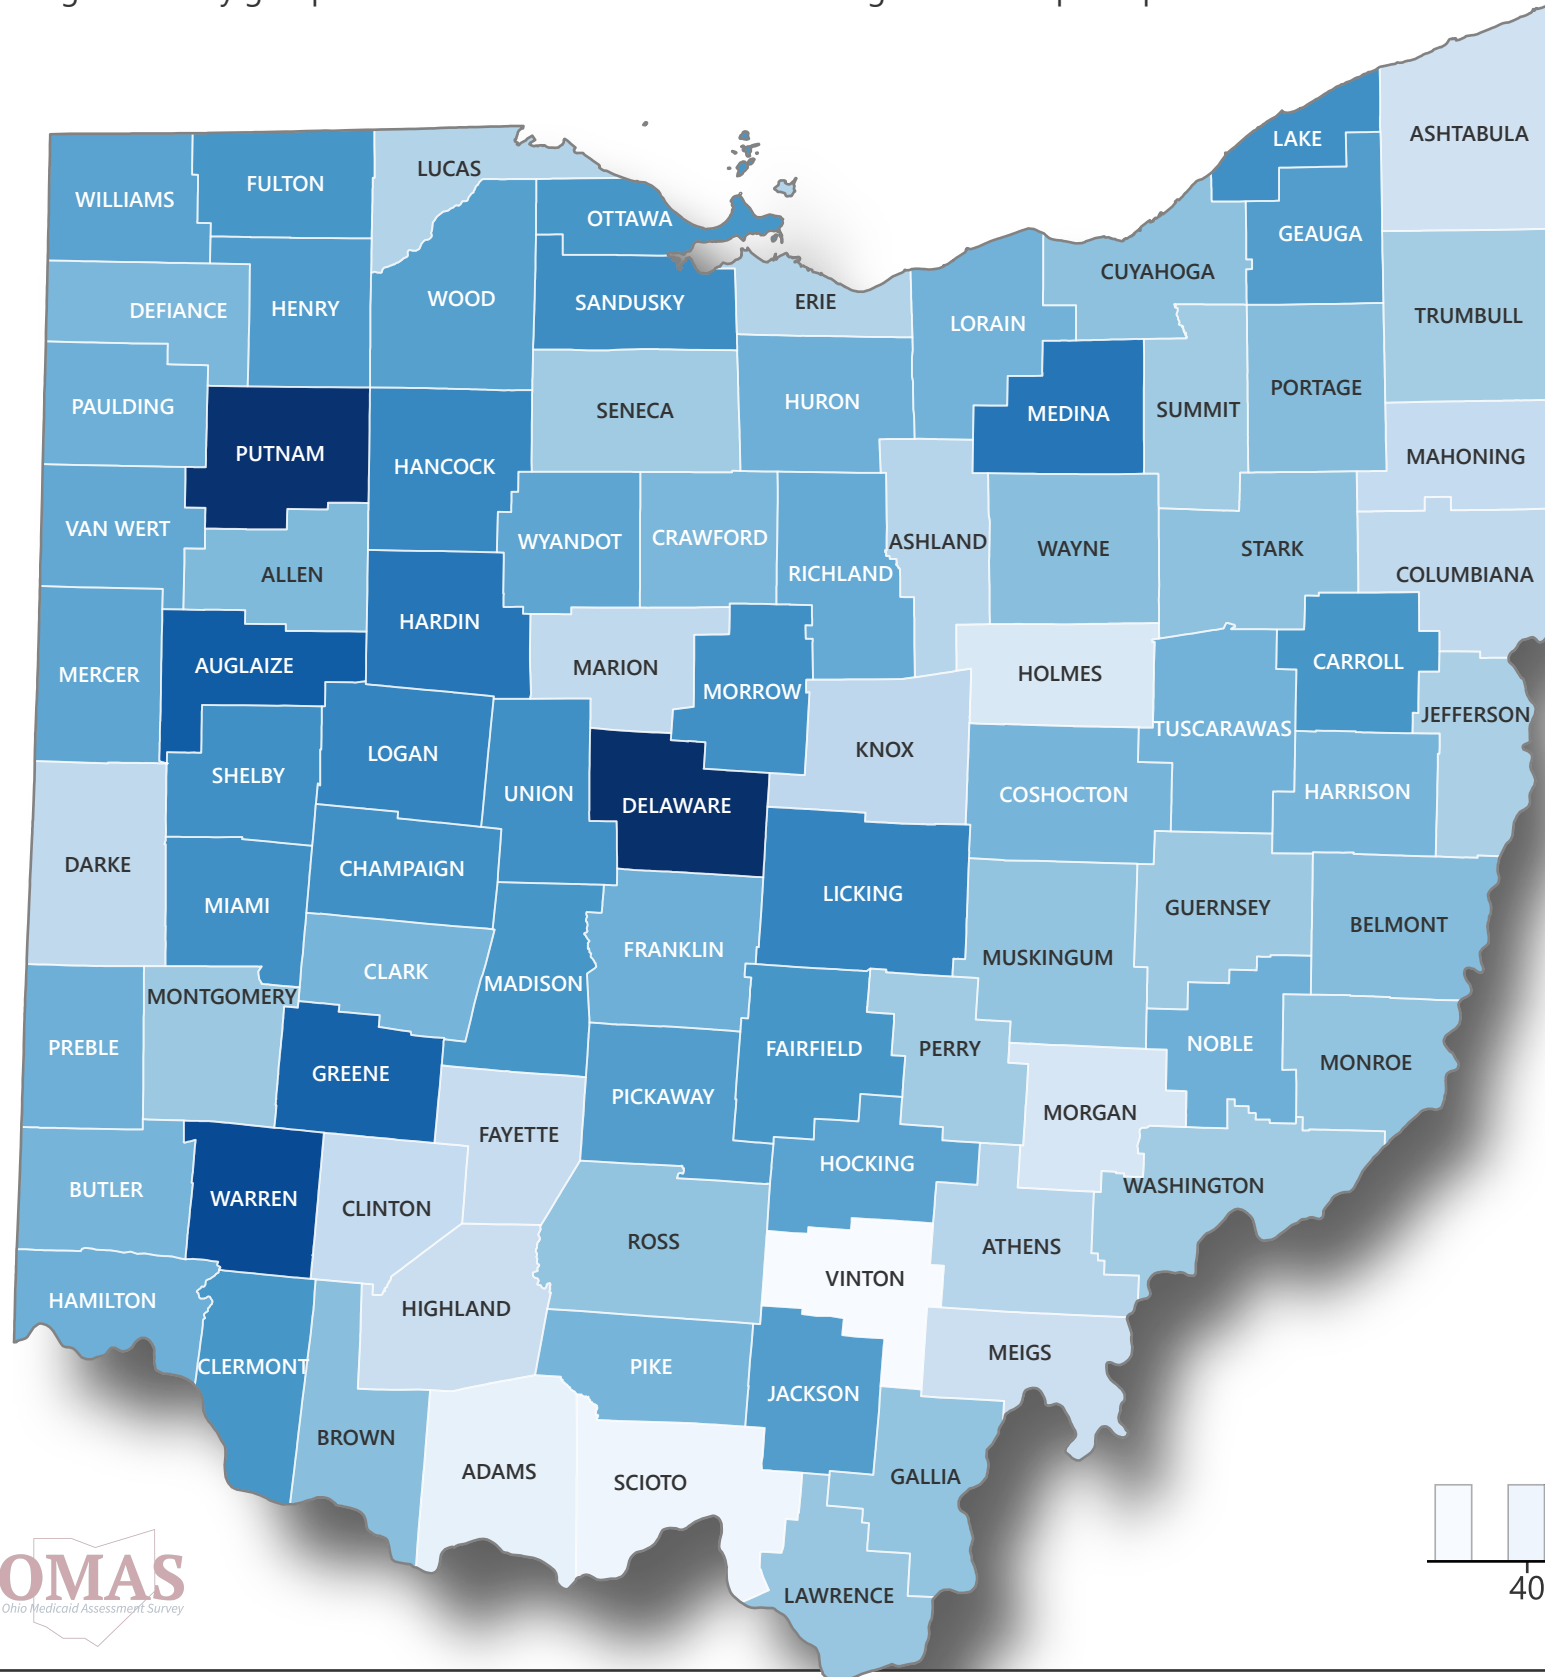 ASHTABULA
LAKE
LUCAS
FULTON
WILLIAMS
OTTAWA
GEAUGA
CUYAHOGA
WOOD
ERIE
SANDUSKY
HENRY
DEFIANCE
TRUMBULL
LORAIN
PORTAGE
HURON
PAULDING
SENECA
SUMMIT
MEDINA
PUTNAM
MAHONING
HANCOCK
VAN WERT
CRAWFORD
WYANDOT
ASHLAND
WAYNE
STARK
ALLEN
RICHLAND
COLUMBIANA
HARDIN
CARROLL
AUGLAIZE
MARION
HOLMES
MERCER
MORROW
JEFFERSON
TUSCARAWAS
KNOX
LOGAN
SHELBY
HARRISON
UNION
COSHOCTON
DELAWARE
DARKE
CHAMPAIGN
LICKING
MIAMI
GUERNSEY
BELMONT
FRANKLIN
MUSKINGUM
CLARK
MADISON
MONTGOMERY
NOBLE
PREBLE
FAIRFIELD
PERRY
MONROE
GREENE
PICKAWAY
MORGAN
FAYETTE
HOCKING
WASHINGTON
BUTLER
WARREN
CLINTON
ROSS
ATHENS
VINTON
HAMILTON
HIGHLAND
MEIGS
CLERMONT
PIKE
JACKSON
BROWN
ADAMS
GALLIA
SCIOTO
LAWRENCE
40
OMAS
Ohio Medicaid Assessment Survey